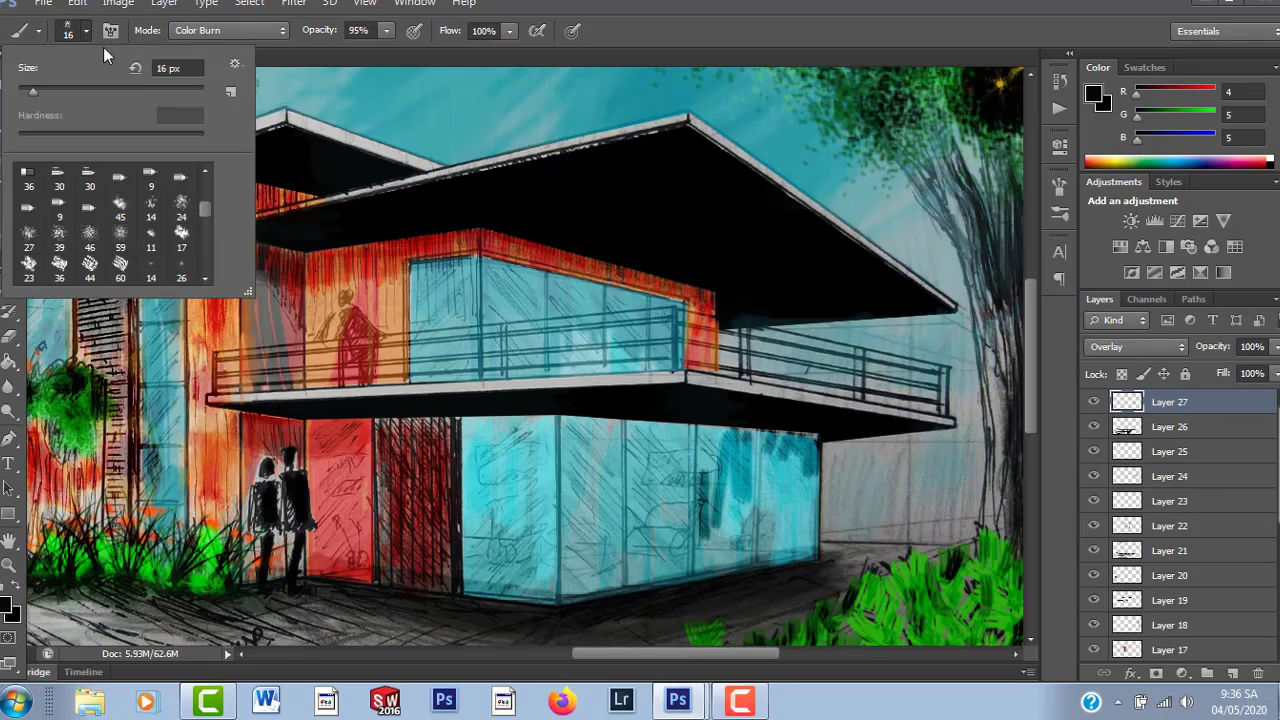 File Edit Image Layer Type Select Filter 3D View Window Help
16 Mode: Color Burn Opacity: 95% Flow: 100% Essentials
Size: 16 px
Hardness:
36 30 30 9
9 45 14 24
27 39 46 59 11 17
23 36 44 60 14 26
Color Swatches
R 4
G 5
B 5
Adjustments Styles
Add an adjustment
Layers Channels Paths
Kind
Overlay Opacity: 100%
Lock: Fill: 100%
Layer 27
Layer 26
Layer 25
Layer 24
Layer 23
Layer 22
Layer 21
Layer 20
Layer 19
Layer 18
Layer 17
Doc: 5.93M/62.6M
ridge Timeline
9:36 SA
04/05/2020
SW
2016
Ps
Lr
Ps